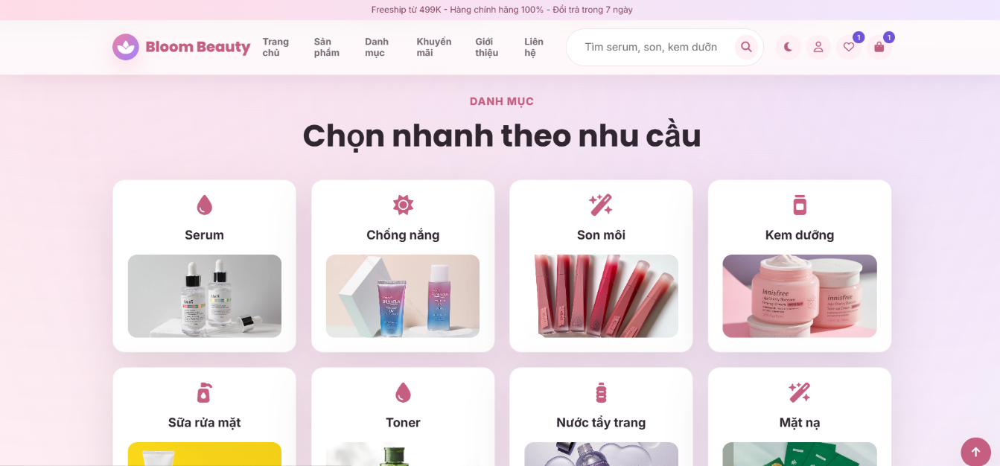 Freeship từ 499K - Hàng chính hãng 100% - Đổi trả trong 7 ngày
Bloom Beauty
Trang chủ
Sản phẩm
Danh mục
Khuyến mãi
Giới thiệu
Liên hệ
Tìm serum, son, kem dưỡn
1
1
DANH MỤC
Chọn nhanh theo nhu cầu
Serum
Chống nắng
Son môi
Kem dưỡng
innisfree
innisfree
Sữa rửa mặt
Toner
Nước tẩy trang
Mặt nạ